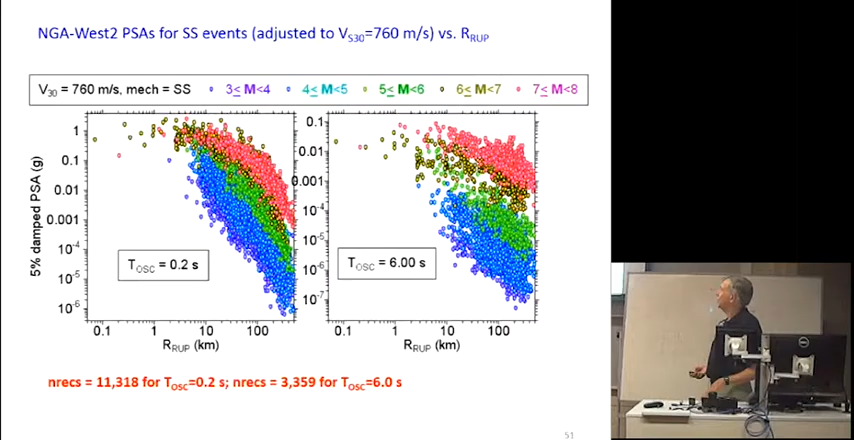 NGA-West2 PSAs for SS events (adjusted to VS30=760 m/s) vs. RRUP
V30 = 760 m/s, mech = SS 3≤ M<4 4≤ M<5 5≤ M<6 6≤ M<7 7≤ M<8
5% damped PSA (g)
1
0.1
0.01
0.001
10-4
10-5
10-6
TOSC = 0.2 s
0.1 1 10 100
RRUP (km)
0.1
0.01
0.001
10-4
10-5
10-6
10-7
TOSC = 6.00 s
0.1 1 10 100
RRUP (km)
nrecs = 11,318 for TOSC=0.2 s; nrecs = 3,359 for TOSC=6.0 s
51
DELL